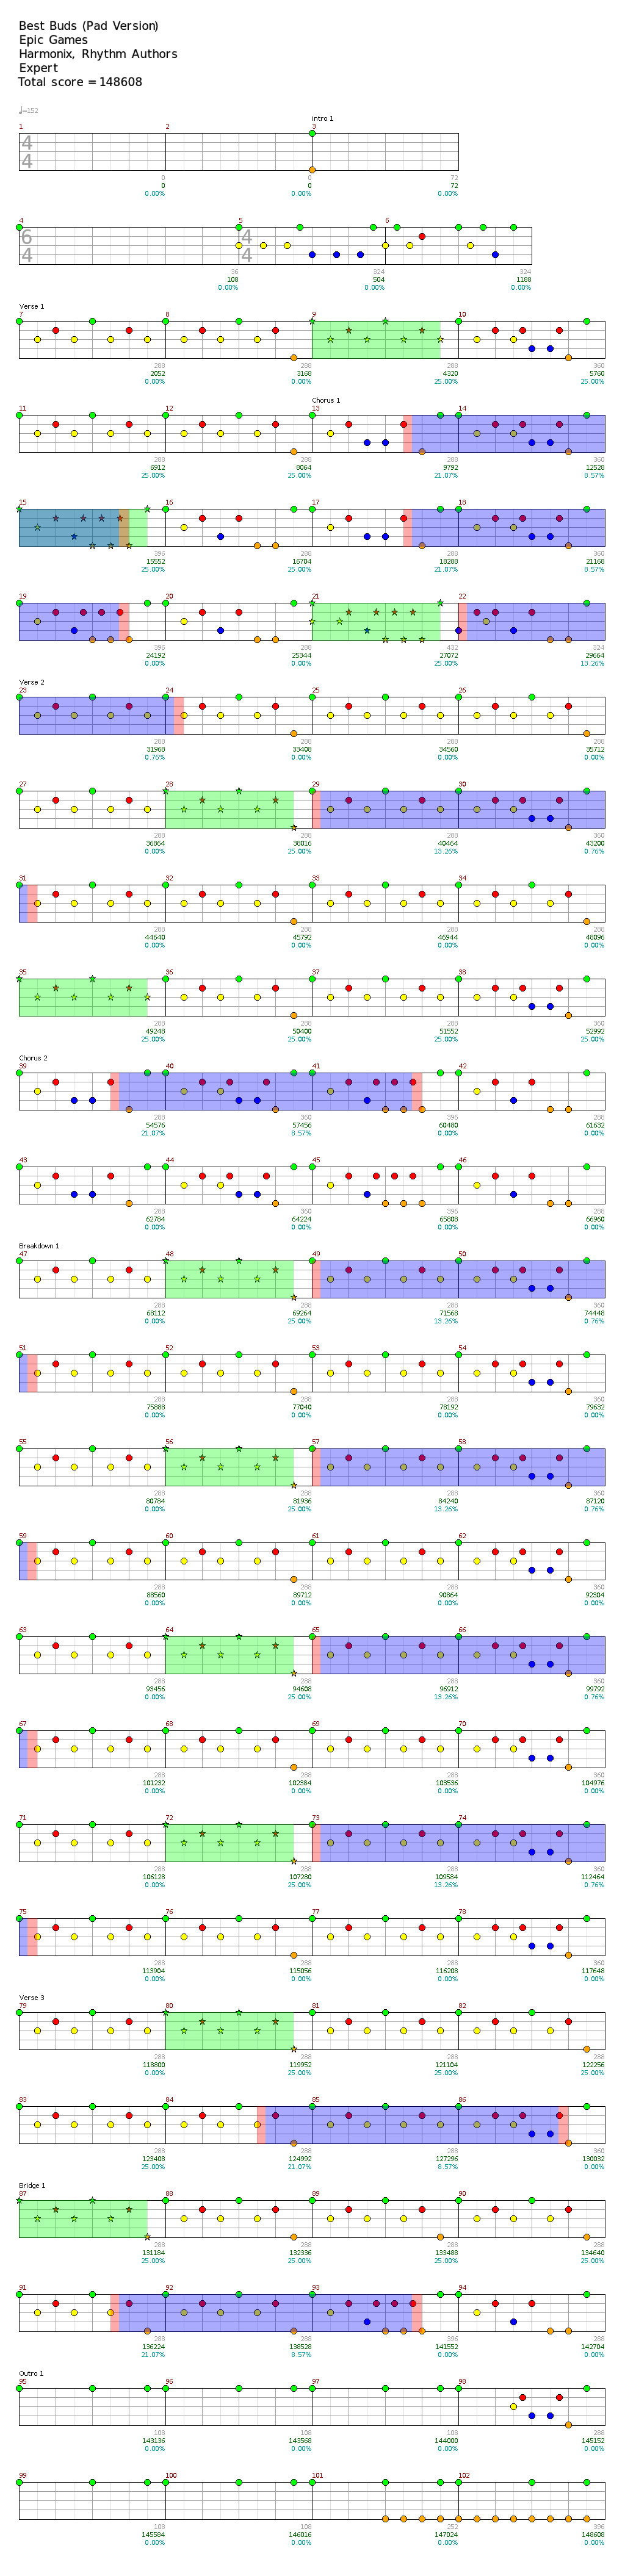 Best Buds (Pad Version)
Epic Games
Harmonix, Rhythm Authors
Expert
Total score = 148608
♩=152
intro 1
1 2 3
4
4
0 0 72
0 0 72
0.00% 0.00% 0.00%
4 5 6
6 4
4 4
36 324 324
108 504 1188
0.00% 0.00% 0.00%
Verse 1
7 8 9 10
288 288 288 360
2052 3168 4320 5760
0.00% 0.00% 25.00% 25.00%
Chorus 1
11 12 13 14
288 288 288 360
6912 8064 9792 12528
25.00% 25.00% 21.07% 8.57%
15 16 17 18
396 288 288 360
15552 16704 18288 21168
25.00% 25.00% 21.07% 8.57%
19 20 21 22
396 288 432 324
24192 25344 27072 29664
0.00% 0.00% 25.00% 13.26%
Verse 2
23 24 25 26
288 288 288 288
31968 33408 34560 35712
0.76% 0.00% 0.00% 0.00%
27 28 29 30
288 288 288 360
36864 38016 40464 43200
0.00% 25.00% 13.26% 0.76%
31 32 33 34
288 288 288 288
44640 45792 46944 48096
0.00% 0.00% 0.00% 0.00%
35 36 37 38
288 288 288 360
49248 50400 51552 52992
25.00% 25.00% 25.00% 25.00%
Chorus 2
39 40 41 42
288 360 396 288
54576 57456 60480 61632
21.07% 8.57% 0.00% 0.00%
43 44 45 46
288 360 396 288
62784 64224 65808 66960
0.00% 0.00% 0.00% 0.00%
Breakdown 1
47 48 49 50
288 288 288 360
68112 69264 71568 74448
0.00% 25.00% 13.26% 0.76%
51 52 53 54
288 288 288 360
75888 77040 78192 79632
0.00% 0.00% 0.00% 0.00%
55 56 57 58
288 288 288 360
80784 81936 84240 87120
0.00% 25.00% 13.26% 0.76%
59 60 61 62
288 288 288 360
88560 89712 90864 92304
0.00% 0.00% 0.00% 0.00%
63 64 65 66
288 288 288 360
93456 94608 96912 99792
0.00% 25.00% 13.26% 0.76%
67 68 69 70
288 288 288 360
101232 102384 103536 104976
0.00% 0.00% 0.00% 0.00%
71 72 73 74
288 288 288 360
106128 107280 109584 112464
0.00% 25.00% 13.26% 0.76%
75 76 77 78
288 288 288 360
113904 115056 116208 117648
0.00% 0.00% 0.00% 0.00%
Verse 3
79 80 81 82
288 288 288 288
118800 119952 121104 122256
0.00% 25.00% 25.00% 25.00%
83 84 85 86
288 288 288 360
123408 124992 127296 130032
25.00% 21.07% 8.57% 0.00%
Bridge 1
87 88 89 90
288 288 288 288
131184 132336 133488 134640
25.00% 25.00% 25.00% 25.00%
91 92 93 94
288 288 396 288
136224 138528 141552 142704
21.07% 8.57% 0.00% 0.00%
Outro 1
95 96 97 98
108 108 108 288
143136 143568 144000 145152
0.00% 0.00% 0.00% 0.00%
99 100 101 102
108 108 252 396
145584 146016 147024 148608
0.00% 0.00% 0.00% 0.00%